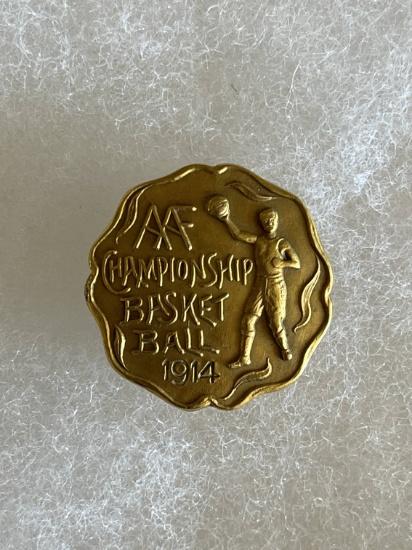 AAF
CHAMPIONSHIP
BASKET
BALL
1914